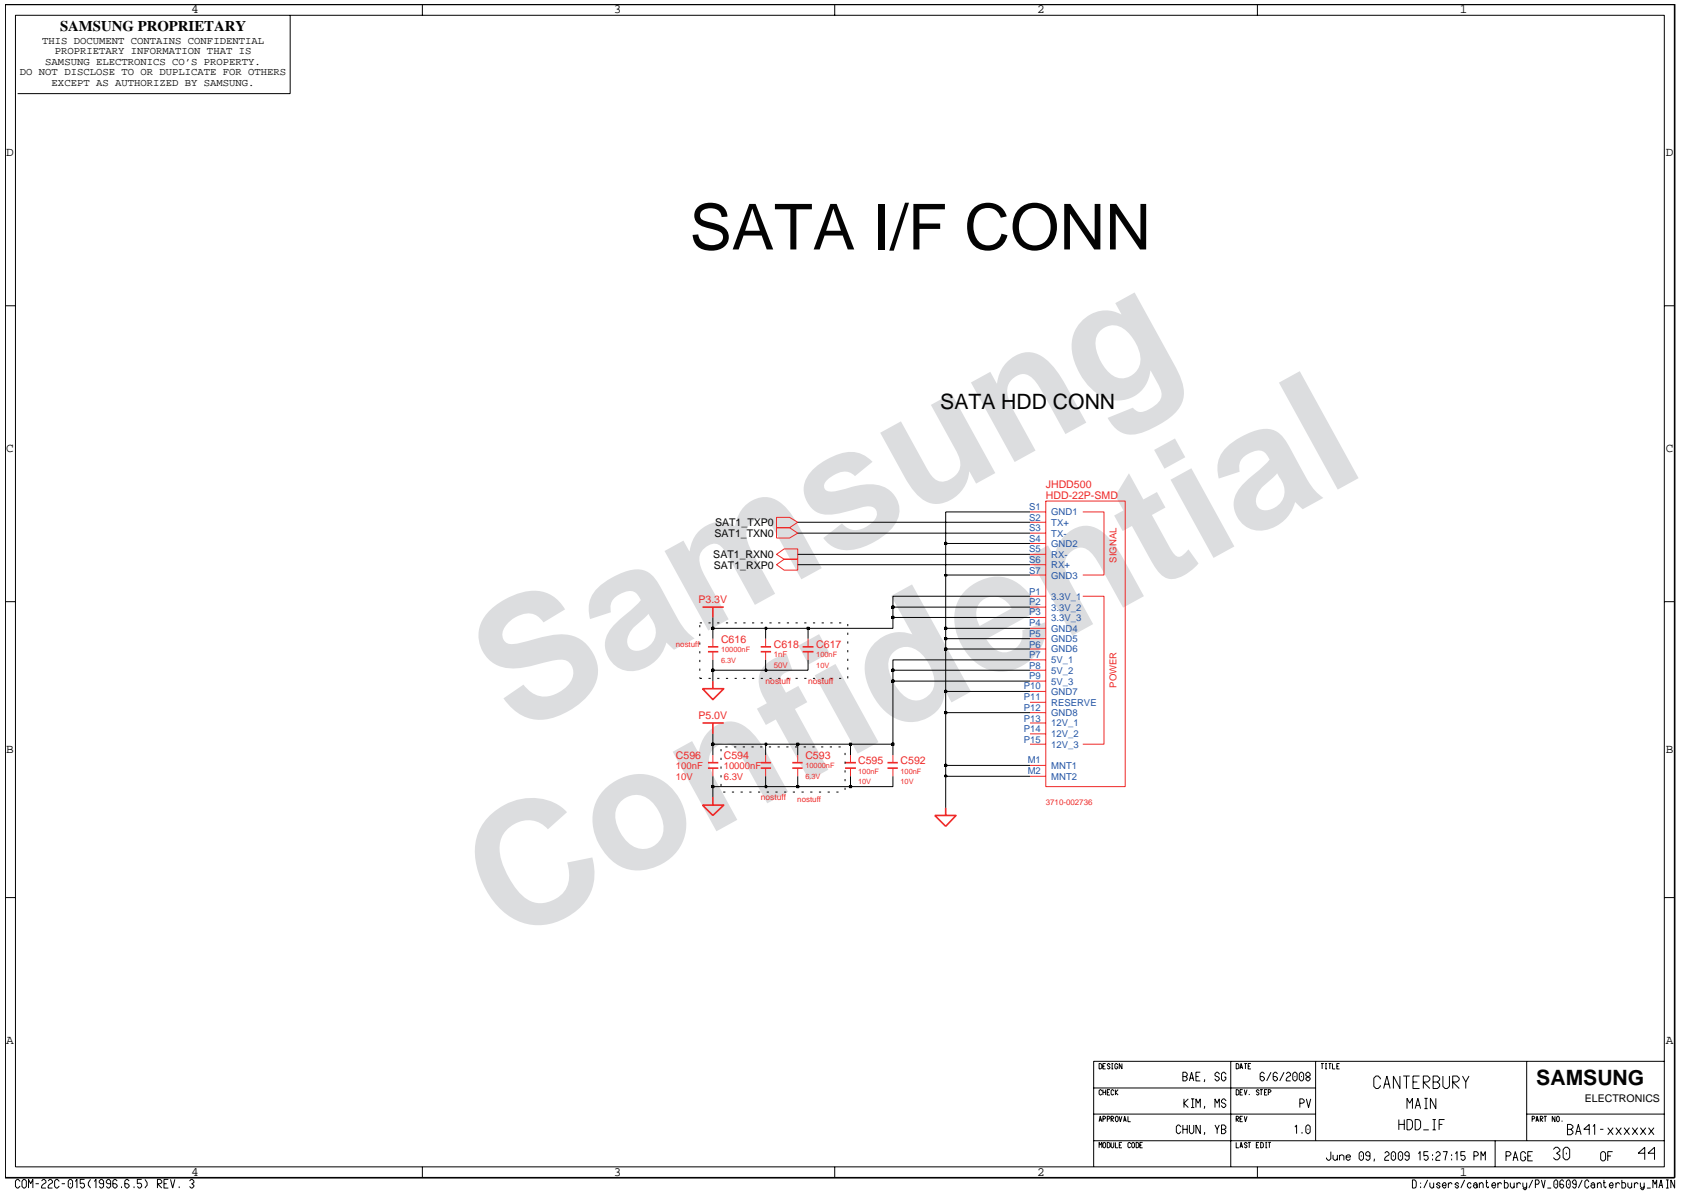 4 3 2 1
SAMSUNG PROPRIETARY
THIS DOCUMENT CONTAINS CONFIDENTIAL
PROPRIETARY INFORMATION THAT IS
SAMSUNG ELECTRONICS CO'S PROPERTY.
DO NOT DISCLOSE TO OR DUPLICATE FOR OTHERS
EXCEPT AS AUTHORIZED BY SAMSUNG.
D D
SATA I/F CONN
Samsung
Confidential
SATA HDD CONN
C C
JHDD500
HDD-22P-SMD
S1 GND1
SAT1_TXP0 S2 TX+
SAT1_TXN0 S3 TX-
S4 GND2
SAT1_RXN0 S5 RX-
SAT1_RXP0 S6 RX+
S7 GND3
SIGNAL
P3.3V
P1 3.3V_1
P2 3.3V_2
P3 3.3V_3
P4 GND4
P5 GND5
P6 GND6
P7 5V_1
P8 5V_2
P9 5V_3
P10 GND7
P11 RESERVE
P12 GND8
P13 12V_1
P14 12V_2
P15 12V_3
POWER
M1 MNT1
M2 MNT2
3710-002736
nostuff
C616
10000nF
6.3V
C618
1nF
50V
nostuff
C617
100nF
10V
nostuff
P5.0V
B B
C596
100nF
10V
C594
10000nF
6.3V
nostuff
C593
10000nF
6.3V
nostuff
C595
100nF
10V
C592
100nF
10V
A A
DESIGN BAE, SG DATE 6/6/2008 TITLE CANTERBURY SAMSUNG
ELECTRONICS
CHECK KIM, MS DEV. STEP PV MAIN
APPROVAL CHUN, YB REV 1.0 HDD_IF PART NO. BA41-xxxxxx
MODULE CODE LAST EDIT June 09, 2009 15:27:15 PM PAGE 30 OF 44
4 3 2 1
COM-22C-015(1996.6.5) REV. 3
D:/users/canterbury/PV_0609/Canterbury_MAIN